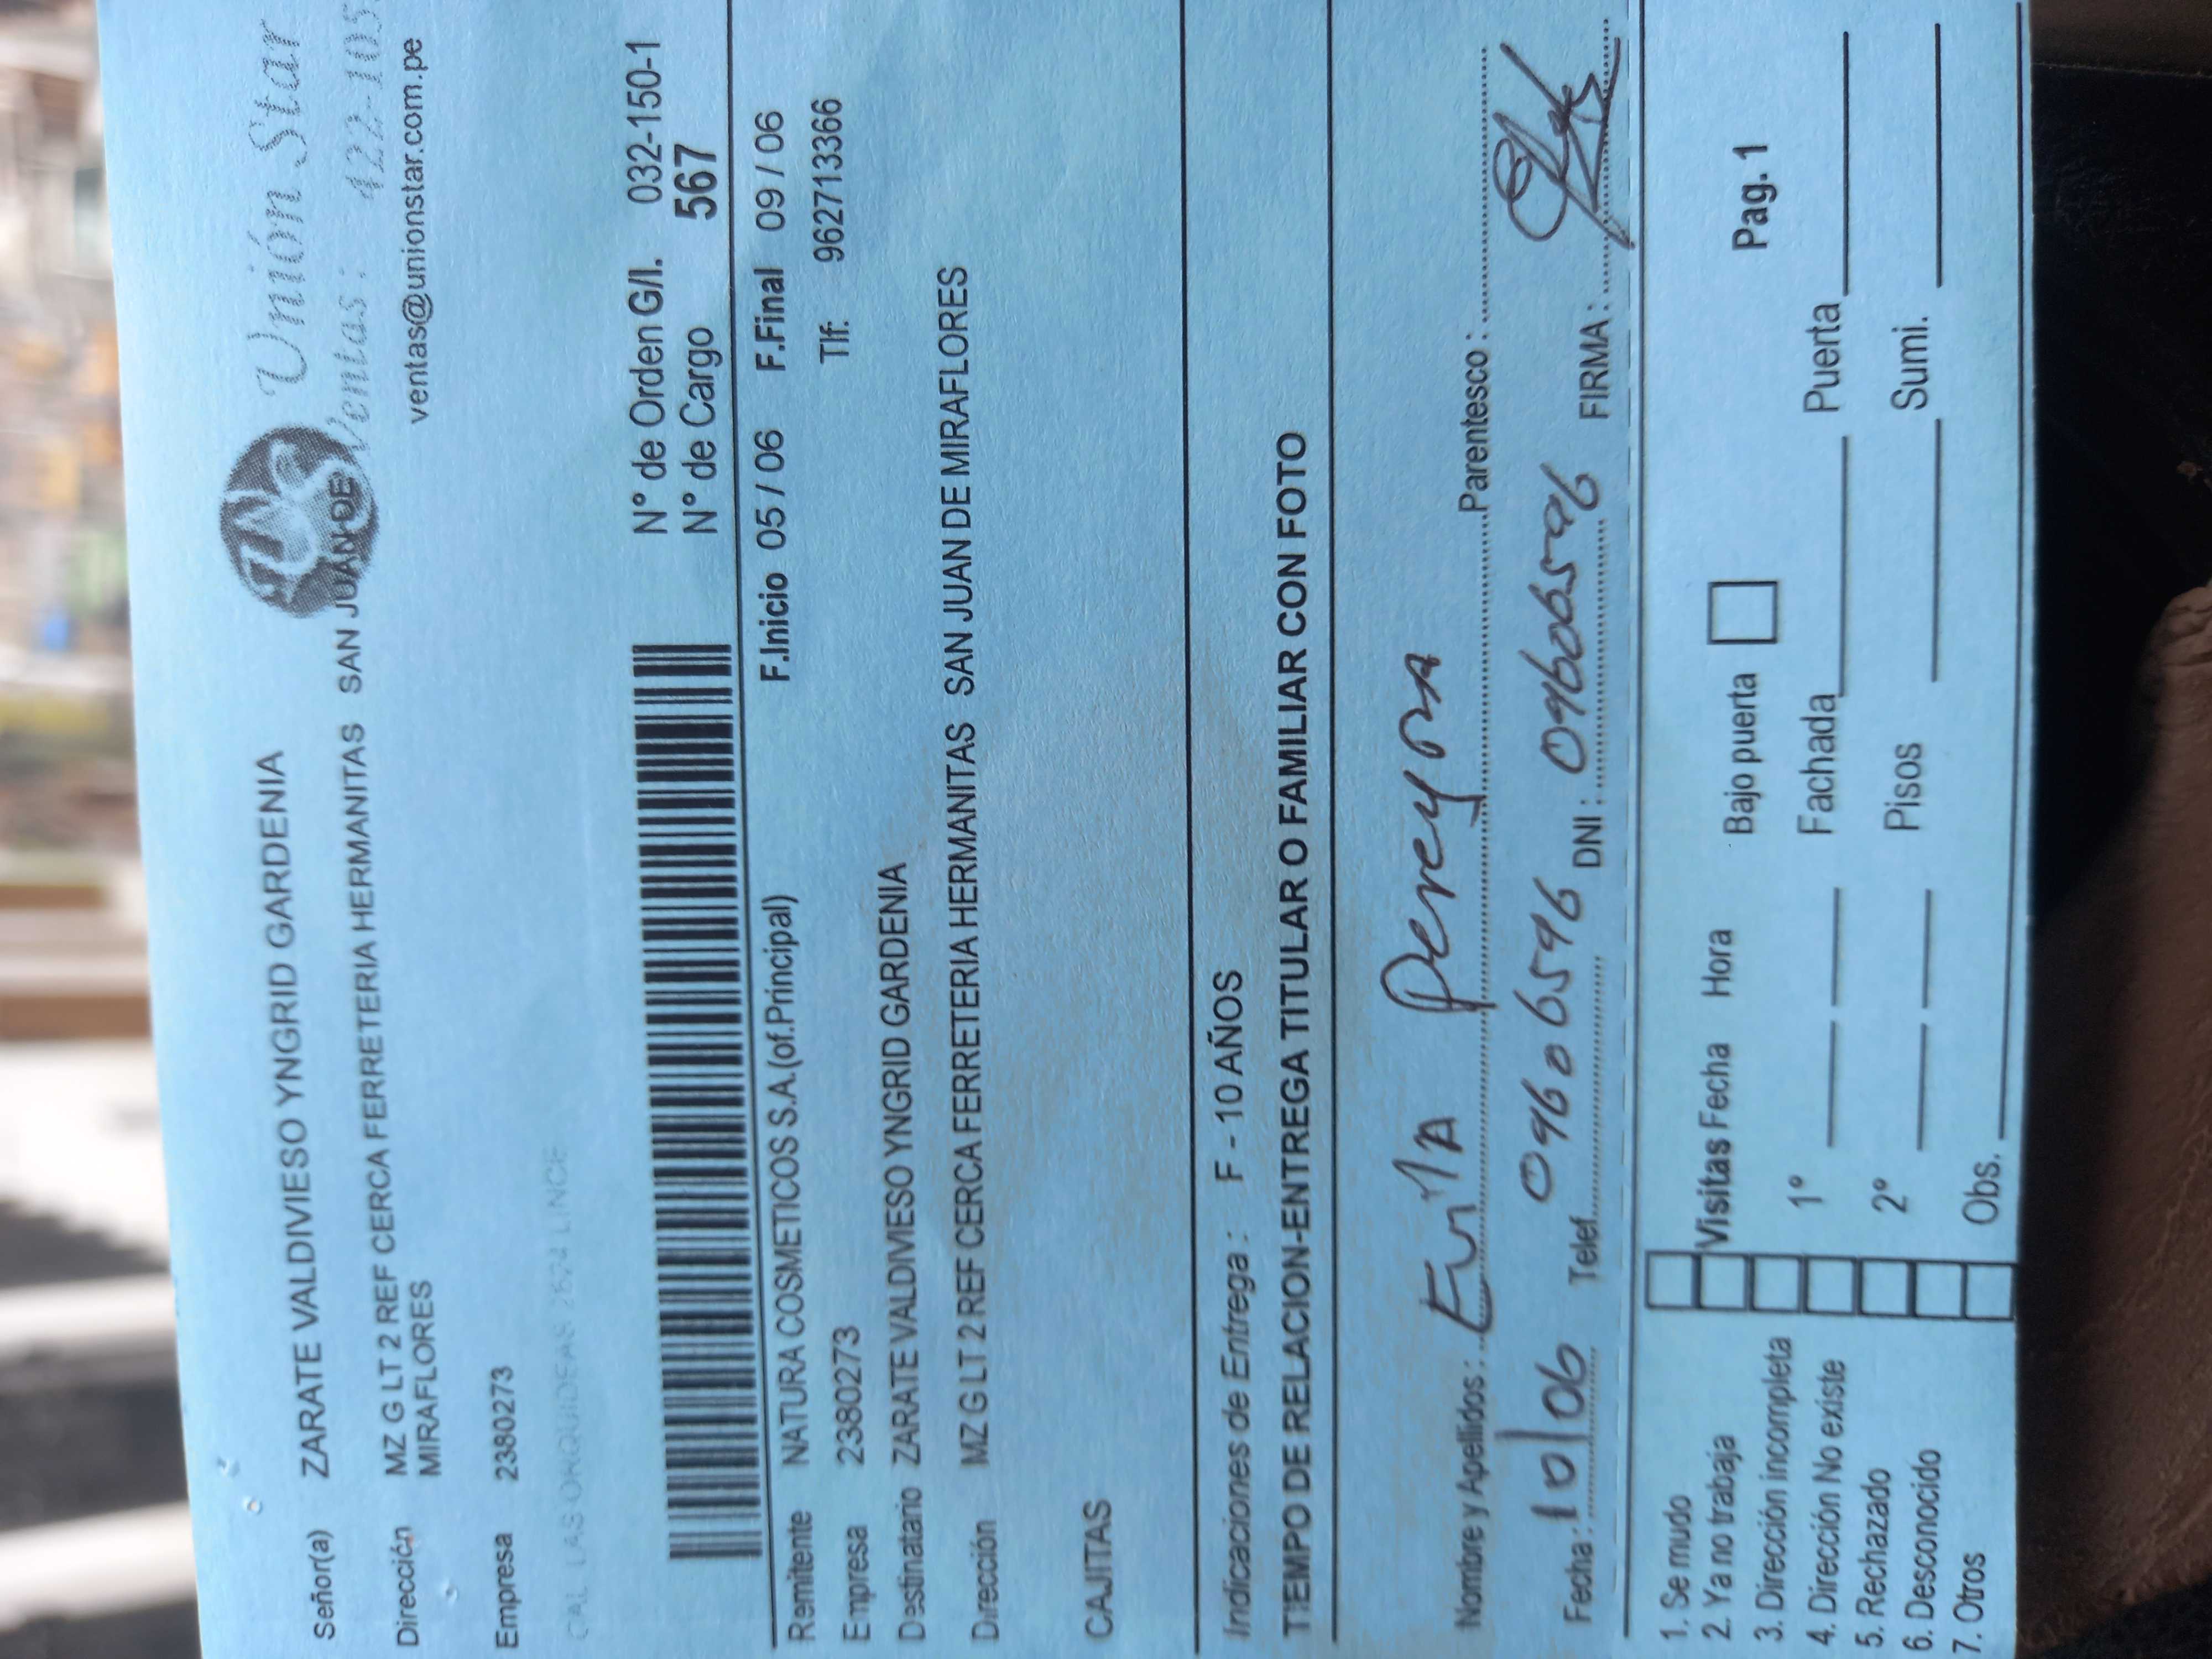 Unión Star
Ventas : 422-105
ventas@unionstar.com.pe
Señor(a) ZARATE VALDIVIESO YNGRID GARDENIA
Dirección MZ G LT 2 REF CERCA FERRETERIA HERMANITAS SAN JUAN DE
MIRAFLORES
Empresa 2380273
CAL LAS ORQUIDEAS LINCE
N° de Orden G/I. 032-150-1
N° de Cargo 567
F.Inicio 05 / 06 F.Final 09 / 06
Remitente NATURA COSMETICOS S.A.(of.Principal)
Empresa 2380273 Tlf: 962713366
Destinatario ZARATE VALDIVIESO YNGRID GARDENIA
Dirección MZ G LT 2 REF CERCA FERRETERIA HERMANITAS SAN JUAN DE MIRAFLORES
CAJITAS
Indicaciones de Entrega : F - 10 AÑOS
TIEMPO DE RELACION-ENTREGA TITULAR O FAMILIAR CON FOTO
Nombre y Apellidos : Pereyra Parentesco :
Fecha : 10/06 Telef. 09606596 DNI : 09606596 FIRMA :
1. Se mudo
2. Ya no trabaja
3. Dirección incompleta
4. Dirección No existe
5. Rechazado
6. Desconocido
7. Otros
Visitas Fecha Hora Bajo puerta Pag. 1
1° Fachada Puerta
2° Pisos Sumi.
Obs.